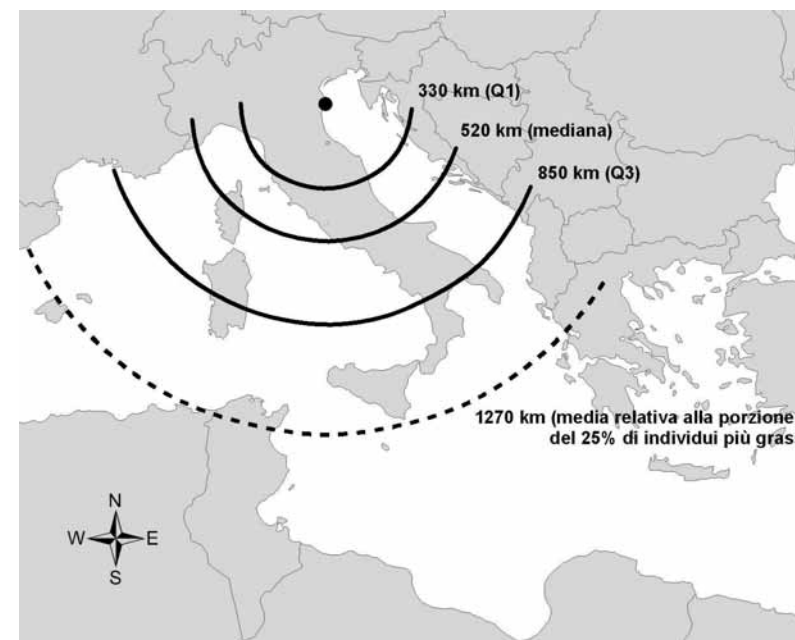 330 km (Q1)
520 km (mediana)
850 km (Q3)
1270 km (media relativa alla porzione
del 25% di individui più gras
N
W E
S